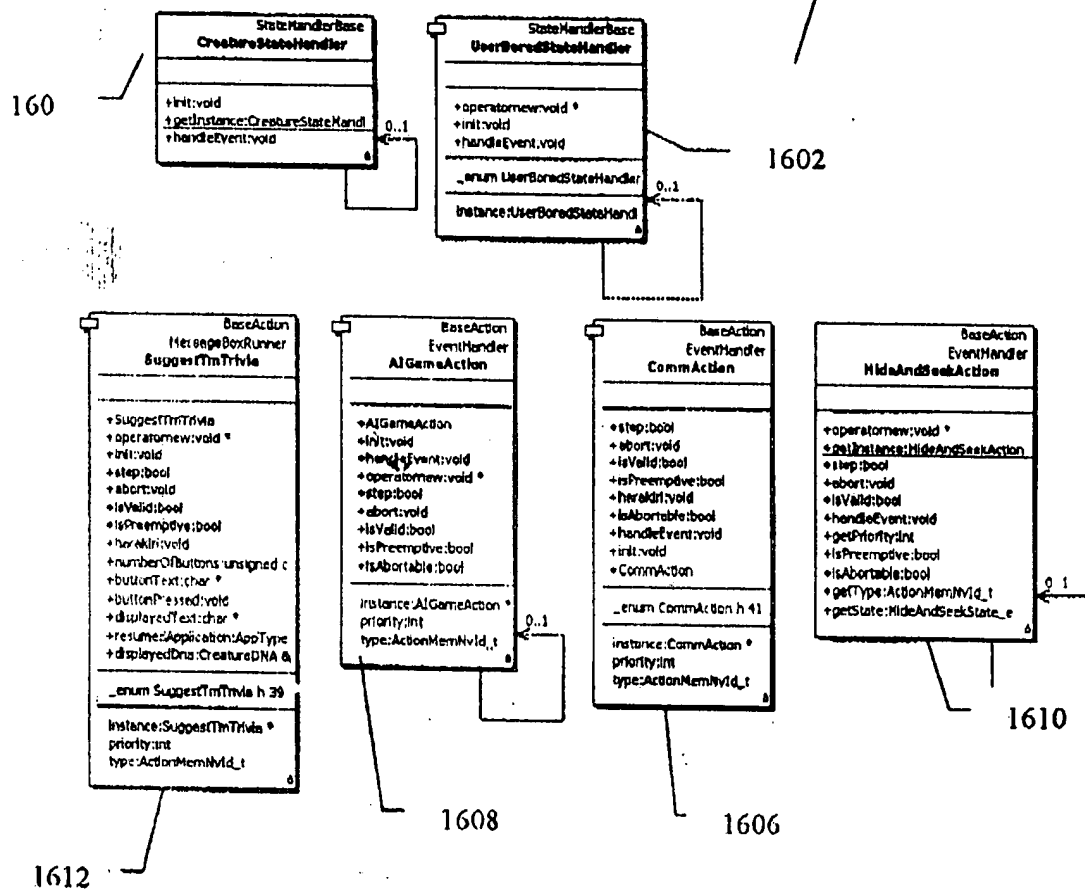 StateHandlerBase
CreatureStateHandler
+init:void
+getInstance:CreatureStateHandl
+handleEvent:void
0..1
160
StateHandlerBase
UserBoredStateHandler
+operatornew:void *
+init:void
+handleEvent:void
_enum UserBoredStateHandler
instance:UserBoredStateHandl
0..1
1602
BaseAction
MessageBoxRunner
SuggestTmTrivia
+SuggestTmTrivia
+operatornew:void *
+init:void
+step:bool
+abort:void
+isValid:bool
+isPreemptive:bool
+harakiri:void
+numberOfButtons:unsigned c
+buttonText:char *
+buttonPressed:void
+displayedText:char *
+resumedApplication:AppType
+displayedDna:CreatureDNA &
_enum SuggestTmTrivia h 39
instance:SuggestTmTrivia *
priority:int
type:ActionMemNvId_t
1612
BaseAction
EventHandler
AIGameAction
+AIGameAction
+init:void
+handleEvent:void
+operatornew:void *
+step:bool
+abort:void
+isValid:bool
+isPreemptive:bool
+isAbortable:bool
instance:AIGameAction *
priority:int
type:ActionMemNvId_t
0..1
1608
BaseAction
EventHandler
CommAction
+step:bool
+abort:void
+isValid:bool
+isPreemptive:bool
+harakiri:void
+isAbortable:bool
+handleEvent:void
+init:void
+CommAction
_enum CommAction.h 41
instance:CommAction *
priority:int
type:ActionMemNvId_t
1606
BaseAction
EventHandler
HideAndSeekAction
+operatornew:void *
+getInstance:HideAndSeekAction
+step:bool
+abort:void
+isValid:bool
+handleEvent:void
+getPriority:int
+isPreemptive:bool
+isAbortable:bool
+getType:ActionMemNvId_t
+getState:HideAndSeekState_e
0 1
1610